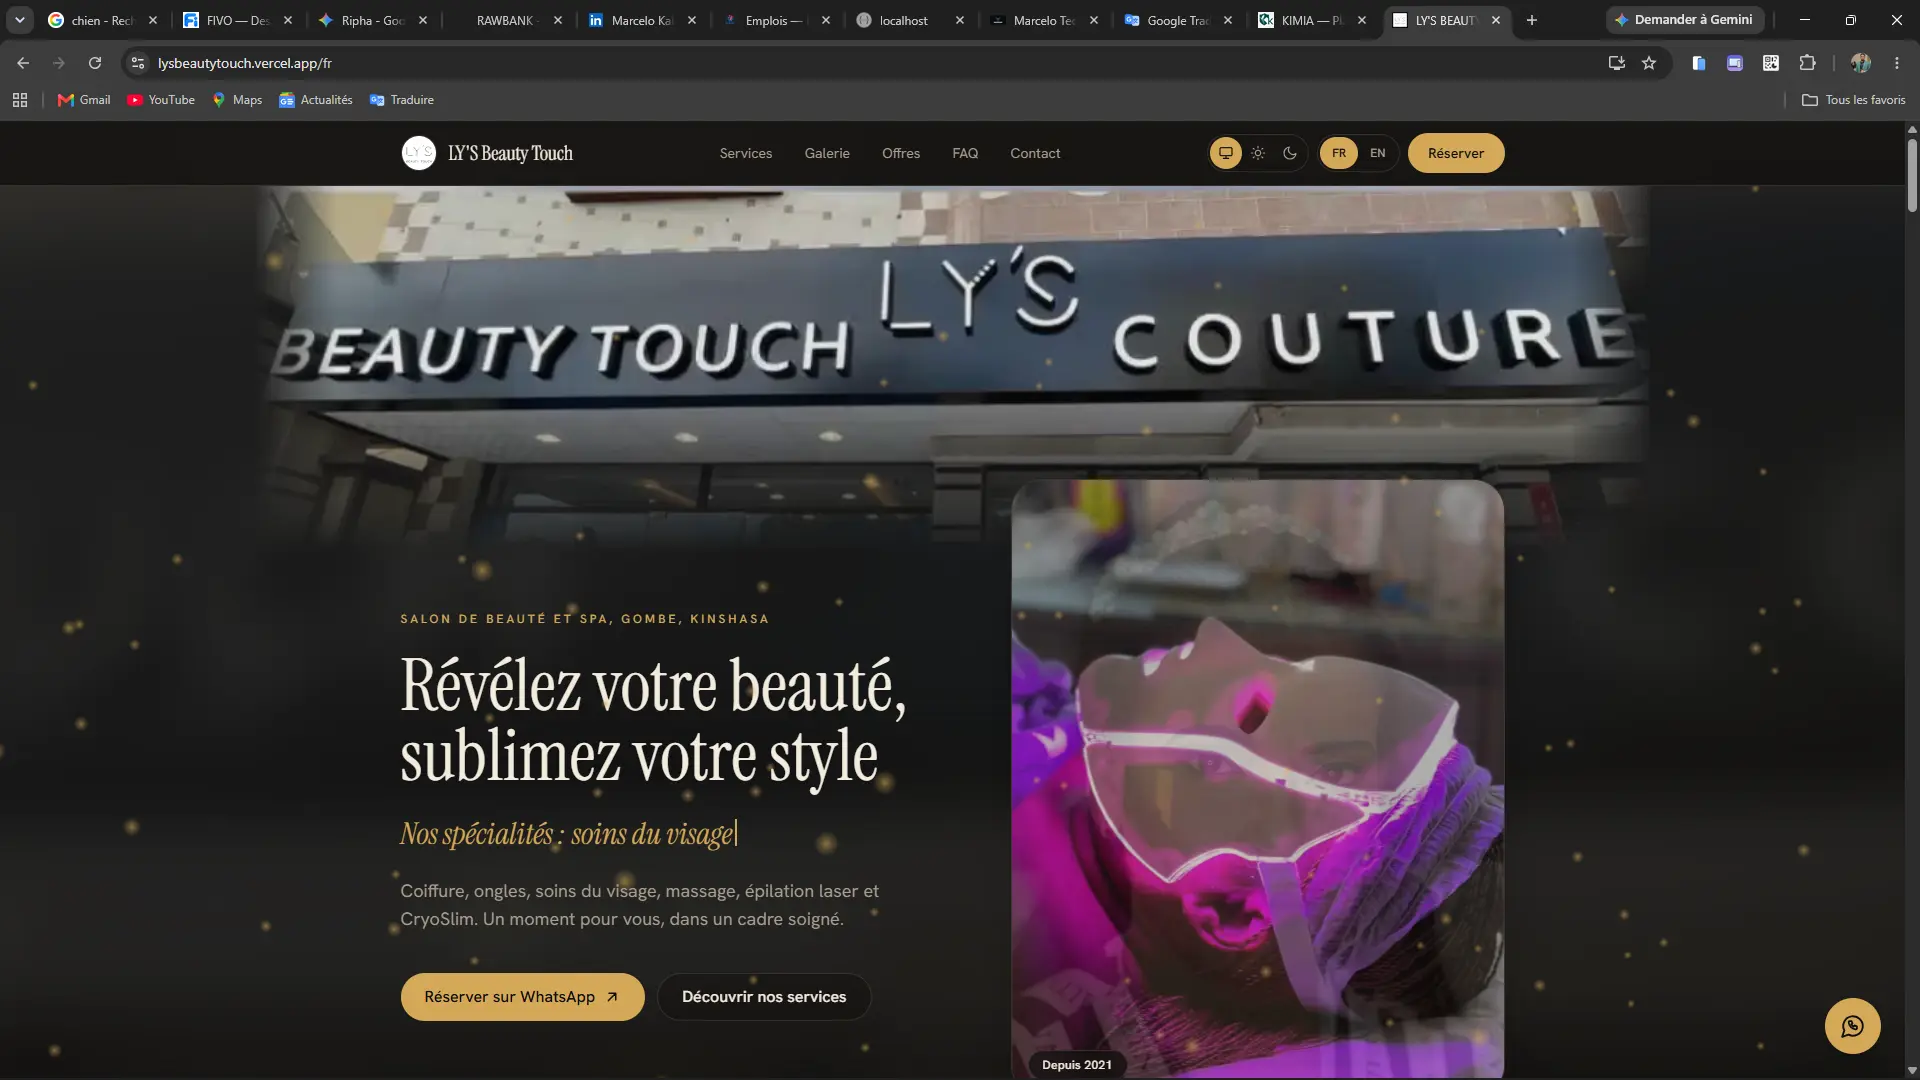 chien - Rec
FIVO — Des
Ripha - Goo
RAWBANK -
Marcelo Kal
Emplois —
localhost
Marcelo Tec
Google Trad
KIMIA — Pl
LY'S BEAUT
Demander à Gemini
lysbeautytouch.vercel.app/fr
Gmail
YouTube
Maps
Actualités
Traduire
Tous les favoris
LY'S Beauty Touch
Services
Galerie
Offres
FAQ
Contact
FR
EN
Réserver
BEAUTY TOUCH LY'S COUTURE
SALON DE BEAUTÉ ET SPA, GOMBE, KINSHASA
Révélez votre beauté,
sublimez votre style
Nos spécialités : soins du visage
Coiffure, ongles, soins du visage, massage, épilation laser et
CryoSlim. Un moment pour vous, dans un cadre soigné.
Réserver sur WhatsApp
Découvrir nos services
Depuis 2021